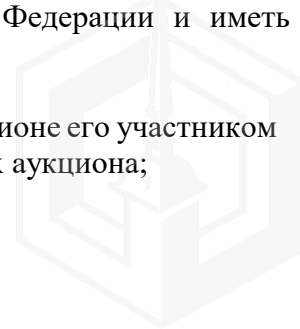 Федерации и иметь
ионе его участником
к аукциона;